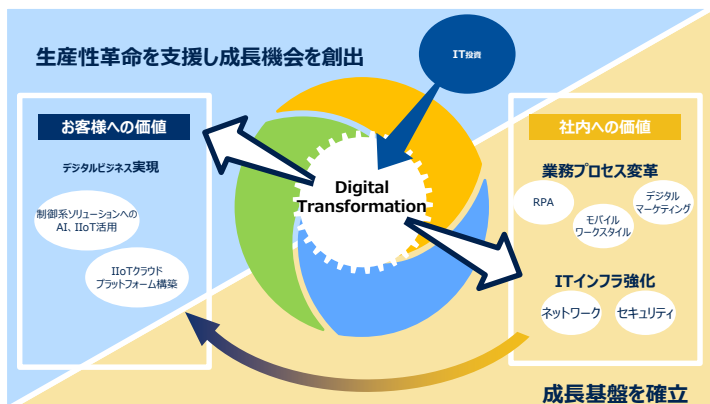 生産性革命を支援し成長機会を創出
IT投資
お客様への価値
デジタルビジネス実現
制御系ソリューションへの
AI、IIoT活用
IIoTクラウド
プラットフォーム構築
Digital
Transformation
社内への価値
業務プロセス変革
RPA
モバイル
ワークスタイル
デジタル
マーケティング
ITインフラ強化
ネットワーク
セキュリティ
成長基盤を確立